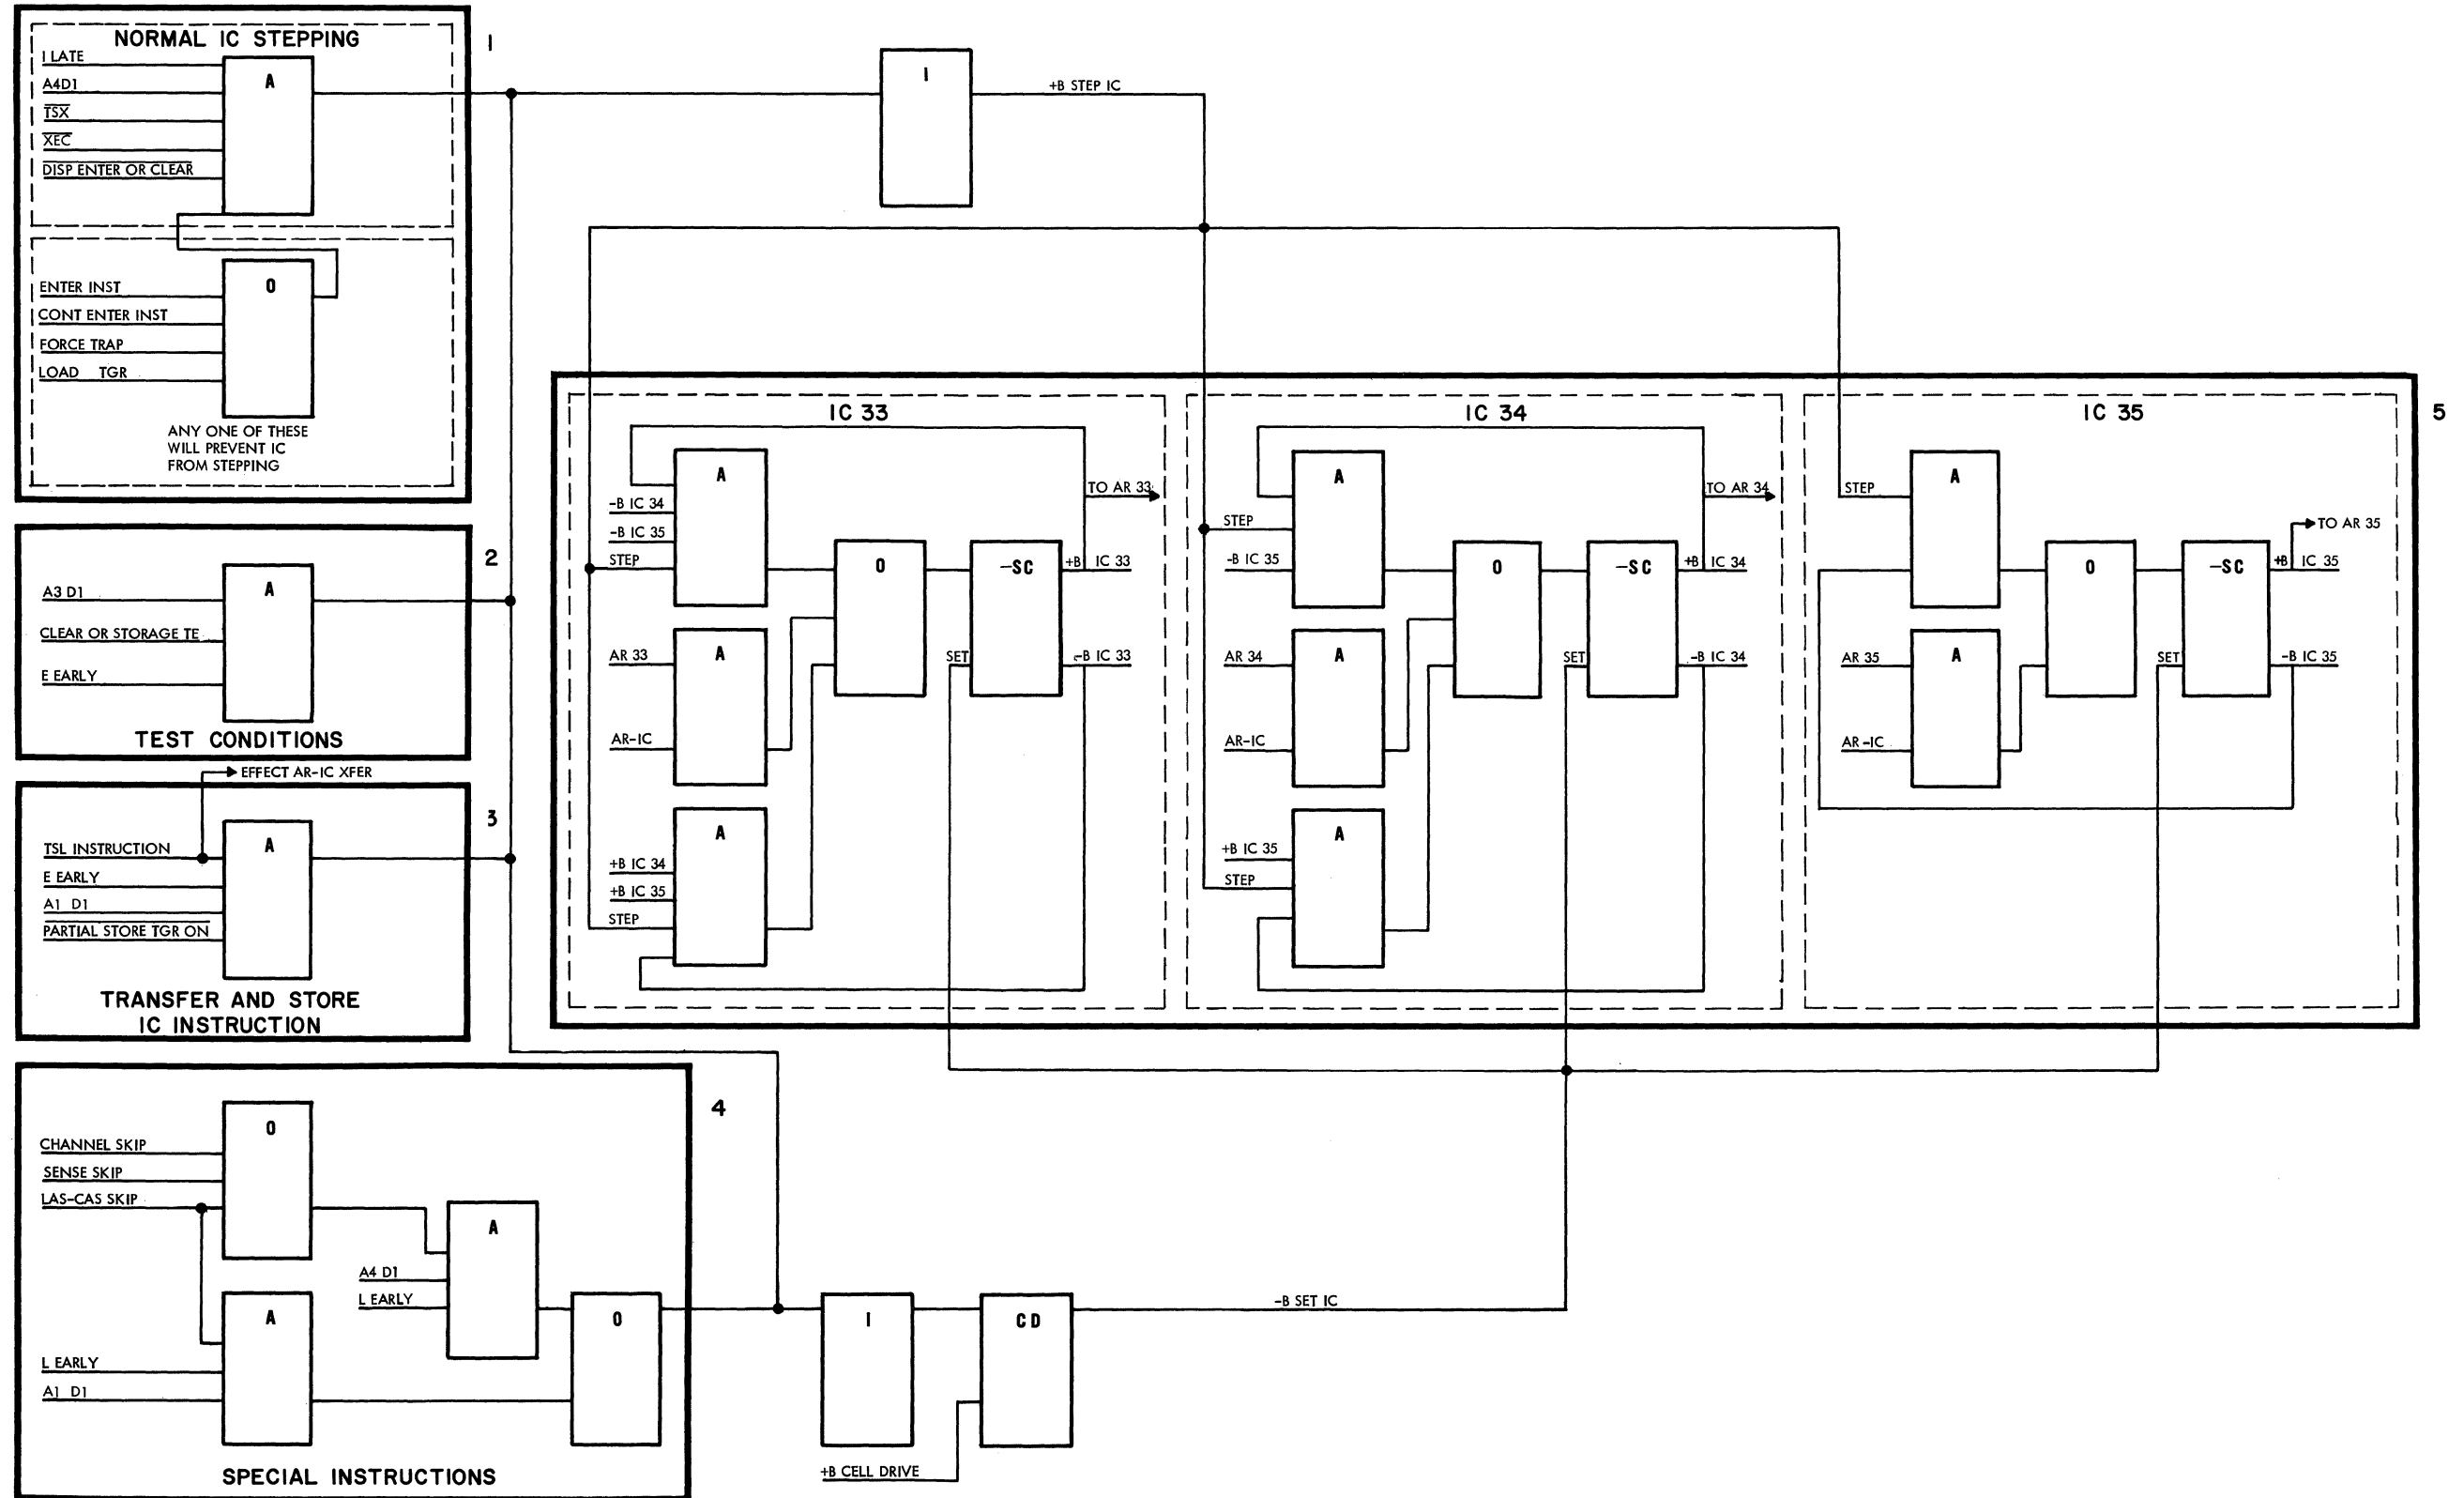 NORMAL IC STEPPING
1
I LATE
A4D1
TSX
XEC
DISP ENTER OR CLEAR
A
I
+B STEP IC
ENTER INST
CONT ENTER INST
FORCE TRAP
LOAD TGR
O
ANY ONE OF THESE
WILL PREVENT IC
FROM STEPPING
2
A3 D1
CLEAR OR STORAGE TE
E EARLY
A
TEST CONDITIONS
EFFECT AR-IC XFER
3
TSL INSTRUCTION
E EARLY
A1 D1
PARTIAL STORE TGR ON
A
TRANSFER AND STORE
IC INSTRUCTION
5
IC 33
A
-B IC 34
-B IC 35
STEP
TO AR 33
O
-SC
+B IC 33
AR 33
A
SET
-B IC 33
AR-IC
A
+B IC 34
+B IC 35
STEP
IC 34
A
STEP
-B IC 35
TO AR 34
O
-SC
+B IC 34
AR 34
A
SET
-B IC 34
AR-IC
A
+B IC 35
STEP
IC 35
A
STEP
TO AR 35
O
-SC
+B IC 35
AR 35
A
SET
-B IC 35
AR-IC
4
O
CHANNEL SKIP
SENSE SKIP
LAS-CAS SKIP
A
A4 D1
L EARLY
A
L EARLY
A1 D1
O
SPECIAL INSTRUCTIONS
I
CD
-B SET IC
+B CELL DRIVE